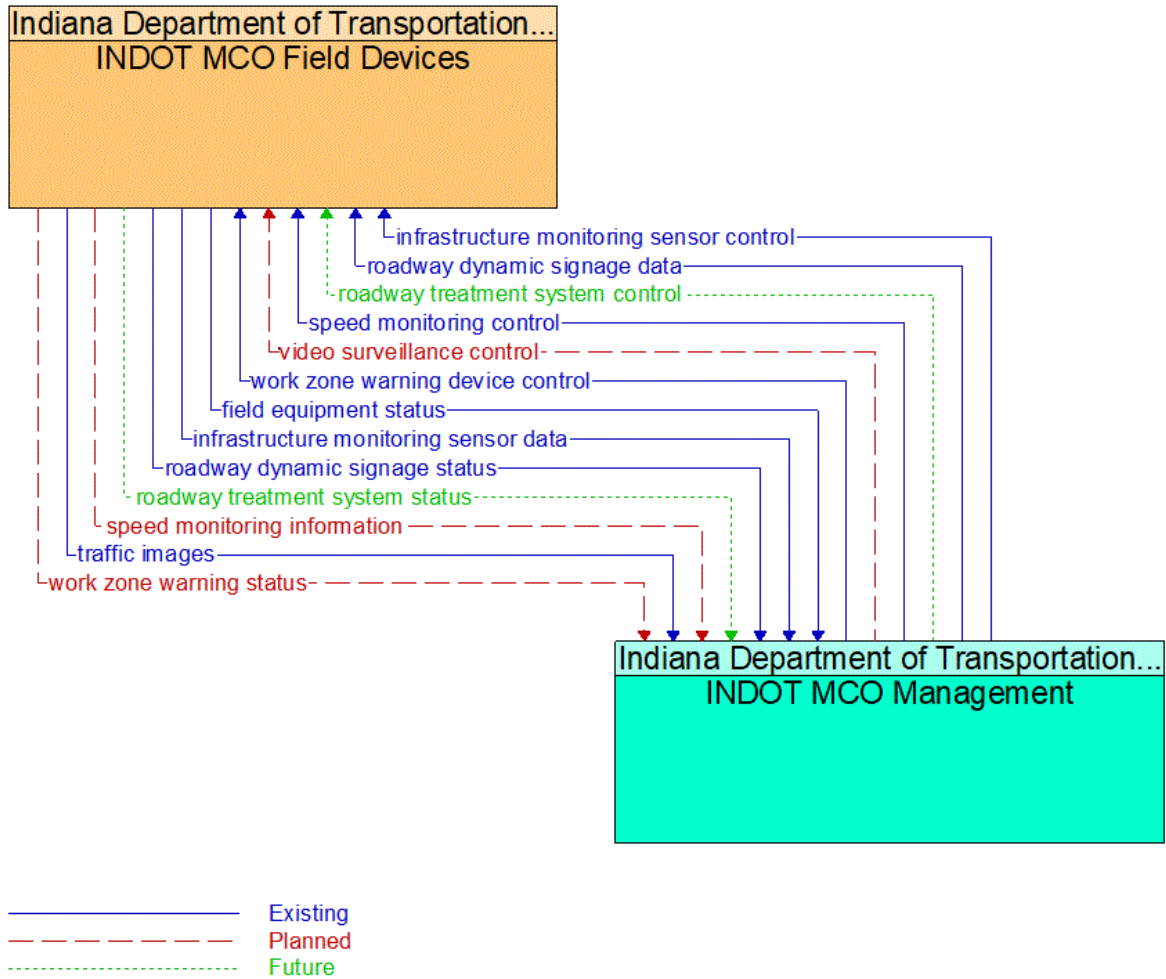 Indiana Department of Transportation...
INDOT MCO Field Devices
infrastructure monitoring sensor control
roadway dynamic signage data
roadway treatment system control
speed monitoring control
video surveillance control
work zone warning device control
field equipment status
infrastructure monitoring sensor data
roadway dynamic signage status
roadway treatment system status
speed monitoring information
traffic images
work zone warning status
Indiana Department of Transportation...
INDOT MCO Management
Existing
Planned
Future